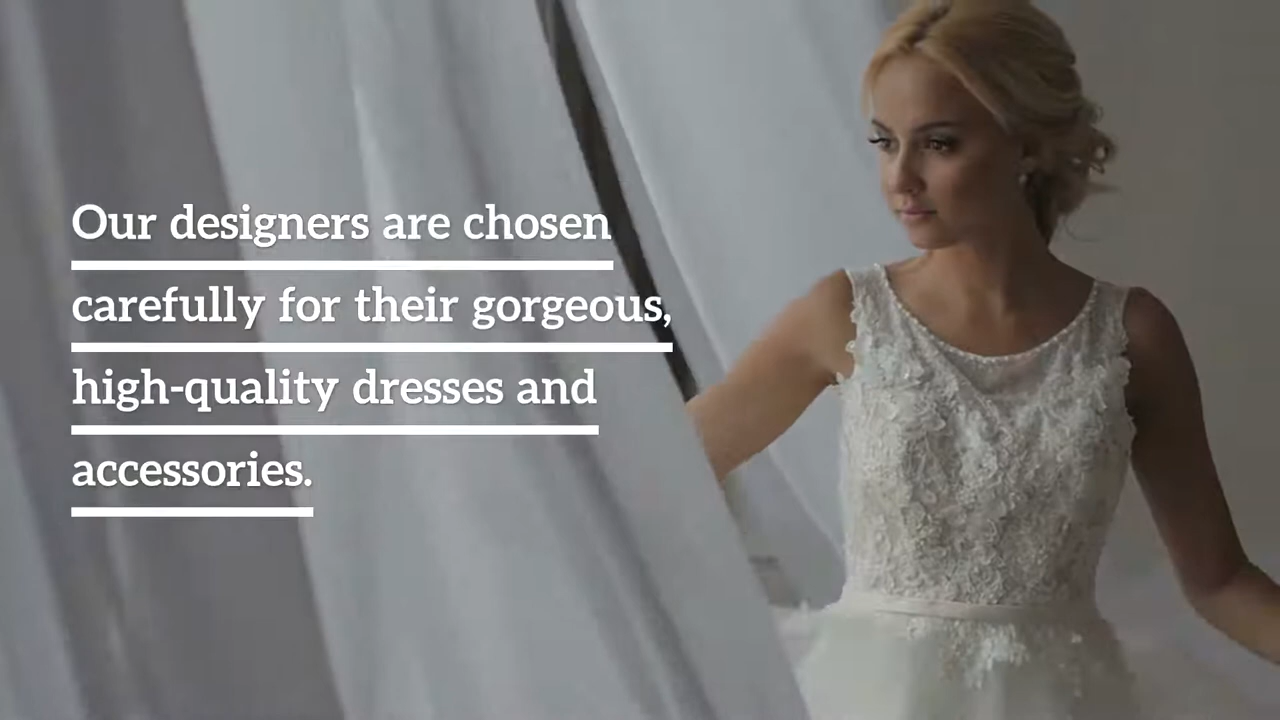 Our designers are chosen
carefully for their gorgeous,
high-quality dresses and
accessories.